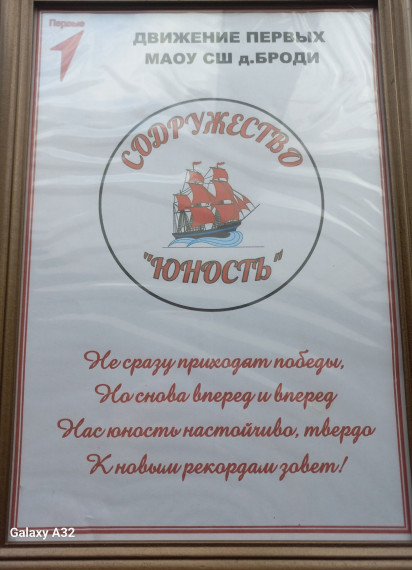 Первые
ДВИЖЕНИЕ ПЕРВЫХ
МАОУ СШ д.БРОДИ
СОДРУЖЕСТВО
"ЮНОСТЬ"
Не сразу приходят победы,
Но снова вперед и вперед
Нас юность настойчиво, твердо
К новым рекордам зовет!
Galaxy A32